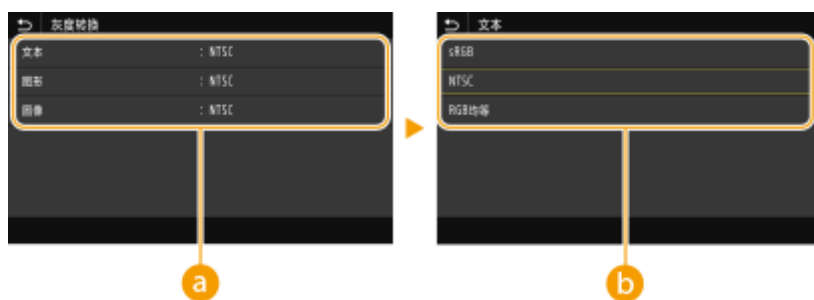 灰度转换
文本 : NTSC
图形 : NTSC
图像 : NTSC
a
文本
sRGB
NTSC
RGB均等
b